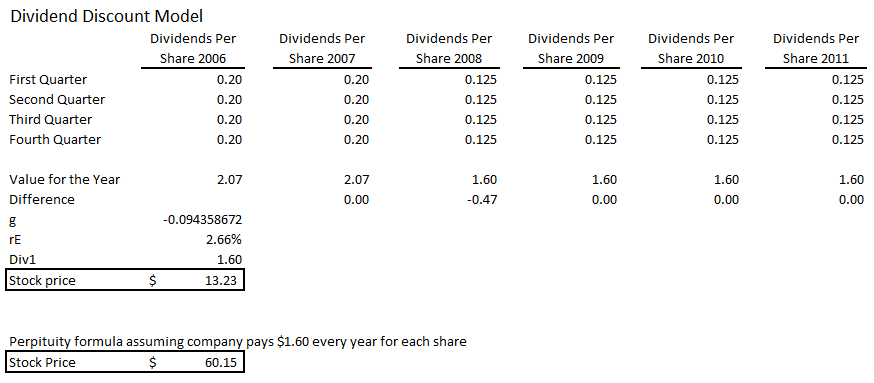 Dividend Discount Model
Dividends Per Dividends Per Dividends Per Dividends Per Dividends Per Dividends Per
Share 2006 Share 2007 Share 2008 Share 2009 Share 2010 Share 2011
First Quarter 0.20 0.20 0.125 0.125 0.125 0.125
Second Quarter 0.20 0.20 0.125 0.125 0.125 0.125
Third Quarter 0.20 0.20 0.125 0.125 0.125 0.125
Fourth Quarter 0.20 0.20 0.125 0.125 0.125 0.125
Value for the Year 2.07 2.07 1.60 1.60 1.60 1.60
Difference 0.00 -0.47 0.00 0.00 0.00
g -0.094358672
rE 2.66%
Div1 1.60
Stock price $ 13.23
Perpituity formula assuming company pays $1.60 every year for each share
Stock Price $ 60.15